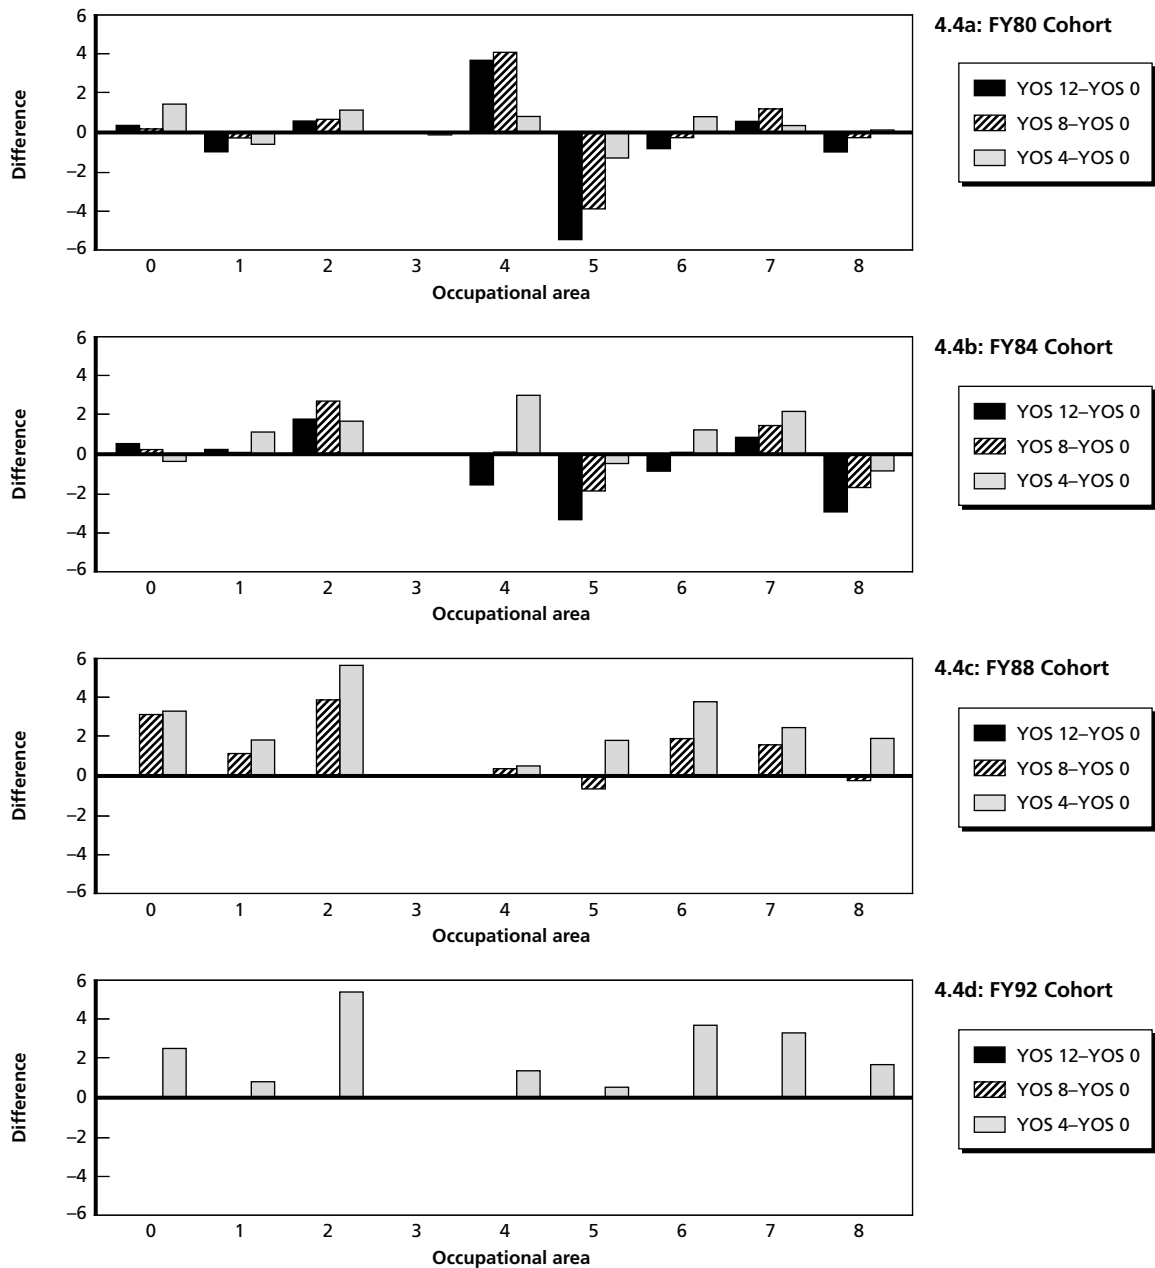 4.4a: FY80 Cohort
Difference
6
4
2
0
–2
–4
–6
0 1 2 3 4 5 6 7 8
Occupational area
YOS 12–YOS 0
YOS 8–YOS 0
YOS 4–YOS 0
4.4b: FY84 Cohort
Difference
6
4
2
0
–2
–4
–6
0 1 2 3 4 5 6 7 8
Occupational area
YOS 12–YOS 0
YOS 8–YOS 0
YOS 4–YOS 0
4.4c: FY88 Cohort
Difference
6
4
2
0
–2
–4
–6
0 1 2 3 4 5 6 7 8
Occupational area
YOS 12–YOS 0
YOS 8–YOS 0
YOS 4–YOS 0
4.4d: FY92 Cohort
Difference
6
4
2
0
–2
–4
–6
0 1 2 3 4 5 6 7 8
Occupational area
YOS 12–YOS 0
YOS 8–YOS 0
YOS 4–YOS 0